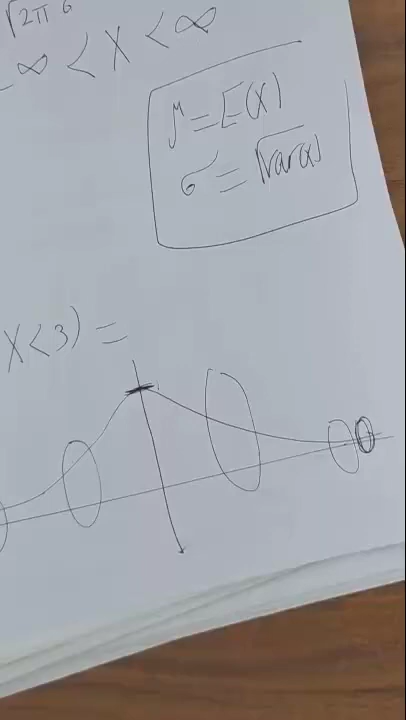 √2π σ
-∞ < X < ∞
μ = E(X)
σ = √Var(X)
X < 3) =